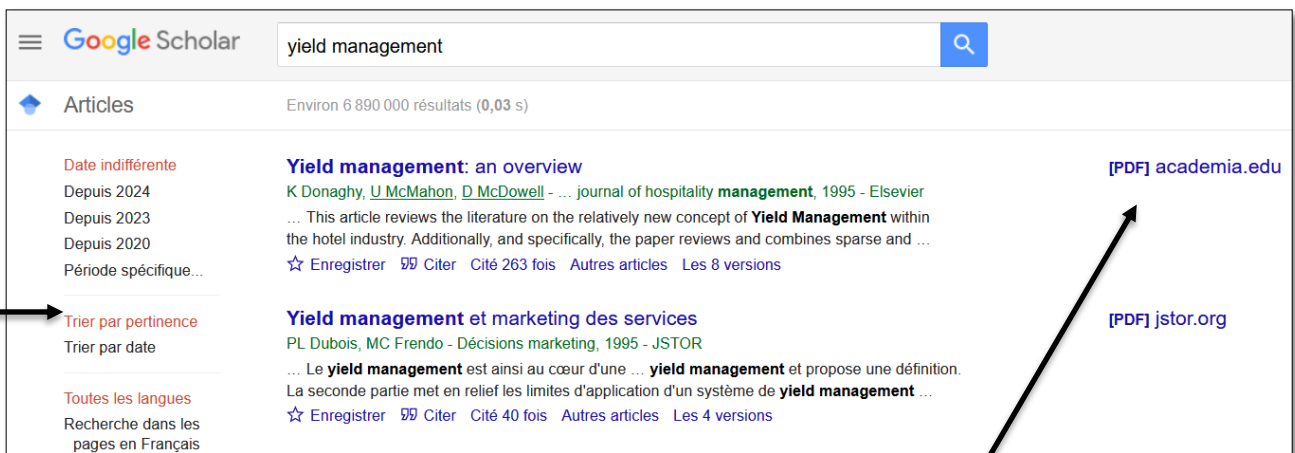 Google Scholar
yield management
Articles
Environ 6 890 000 résultats (0,03 s)
Date indifférente
Depuis 2024
Depuis 2023
Depuis 2020
Période spécifique...
Trier par pertinence
Trier par date
Toutes les langues
Recherche dans les
pages en Français
Yield management: an overview
K Donaghy, U McMahon, D McDowell - … journal of hospitality management, 1995 - Elsevier
… This article reviews the literature on the relatively new concept of Yield Management within
the hotel industry. Additionally, and specifically, the paper reviews and combines sparse and …
Enregistrer Citer Cité 263 fois Autres articles Les 8 versions
[PDF] academia.edu
Yield management et marketing des services
PL Dubois, MC Frendo - Décisions marketing, 1995 - JSTOR
… Le yield management est ainsi au cœur d'une … yield management et propose une définition.
La seconde partie met en relief les limites d'application d'un système de yield management …
Enregistrer Citer Cité 40 fois Autres articles Les 4 versions
[PDF] jstor.org